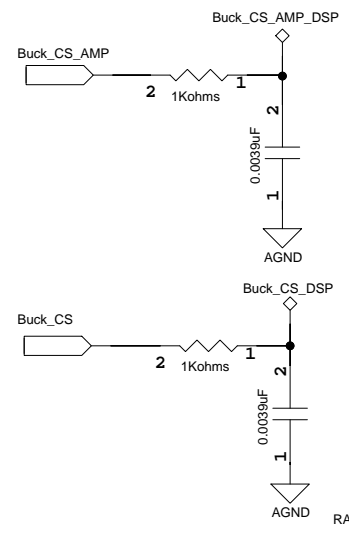 Buck_CS_AMP_DSP
Buck_CS_AMP
2
1
1Kohms
2
0.0039uF
1
AGND
Buck_CS_DSP
Buck_CS
2
1
1Kohms
2
0.0039uF
1
AGND
RA